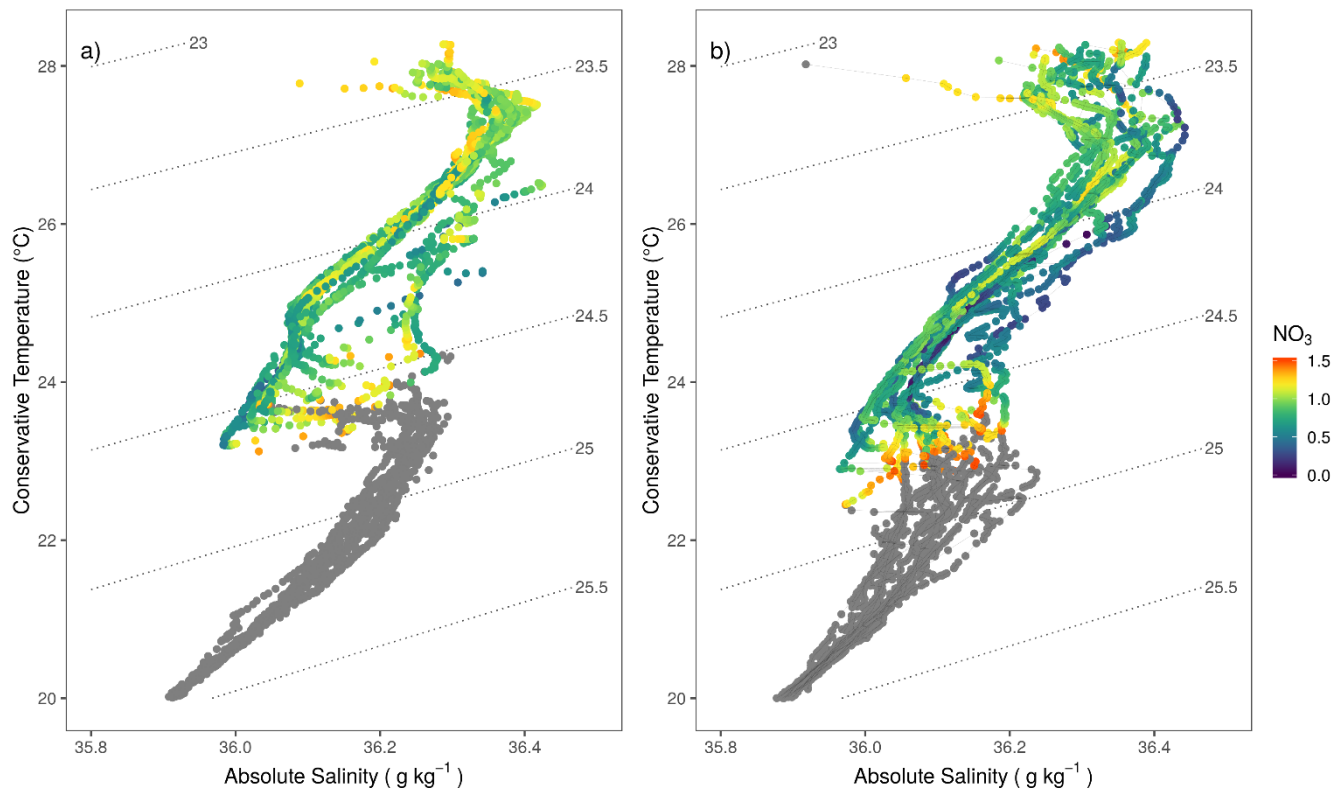 a)
23
23.5
24
24.5
25
25.5
28
26
24
22
20
35.8 36.0 36.2 36.4
Conservative Temperature (°C)
Absolute Salinity ( g kg⁻¹ )
b)
23
23.5
24
24.5
25
25.5
28
26
24
22
20
35.8 36.0 36.2 36.4
Conservative Temperature (°C)
Absolute Salinity ( g kg⁻¹ )
NO₃
1.5
1.0
0.5
0.0